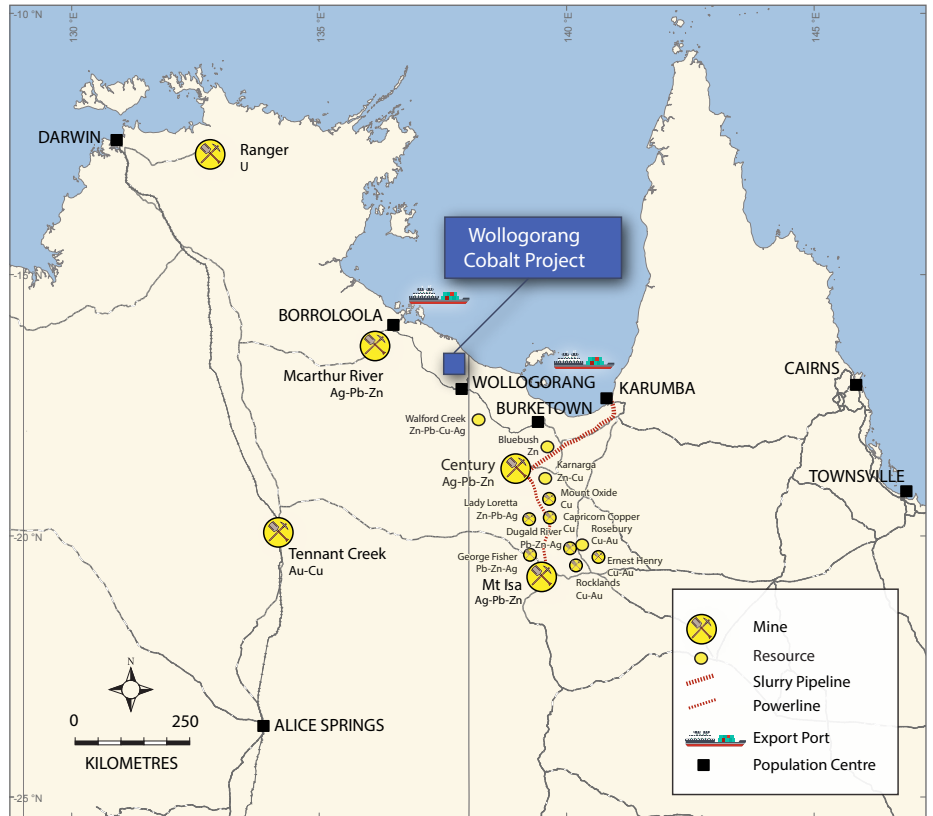 -10 °N
130 °E
135 °E
140 °E
145 °E
DARWIN
Ranger
U
Wollogorang
Cobalt Project
-15 °N
BORROLOOLA
Mcarthur River
Ag-Pb-Zn
WOLLOGORANG
KARUMBA
CAIRNS
BURKETOWN
Walford Creek
Zn-Pb-Cu-Ag
Bluebush
Zn
Century
Ag-Pb-Zn
Karnarga
Zn-Cu
TOWNSVILLE
Mount Oxide
Cu
Lady Loretta
Zn-Pb-Ag
Capricorn Copper
Cu
-20 °N
Dugald River
Pb-Zn-Ag
Rosebury
Cu-Au
Tennant Creek
Au-Cu
George Fisher
Pb-Zn-Ag
Ernest Henry
Cu-Au
Mt Isa
Ag-Pb-Zn
Rocklands
Cu-Au
Mine
Resource
Slurry Pipeline
Powerline
Export Port
Population Centre
N
0 250
KILOMETRES
ALICE SPRINGS
-25 °N